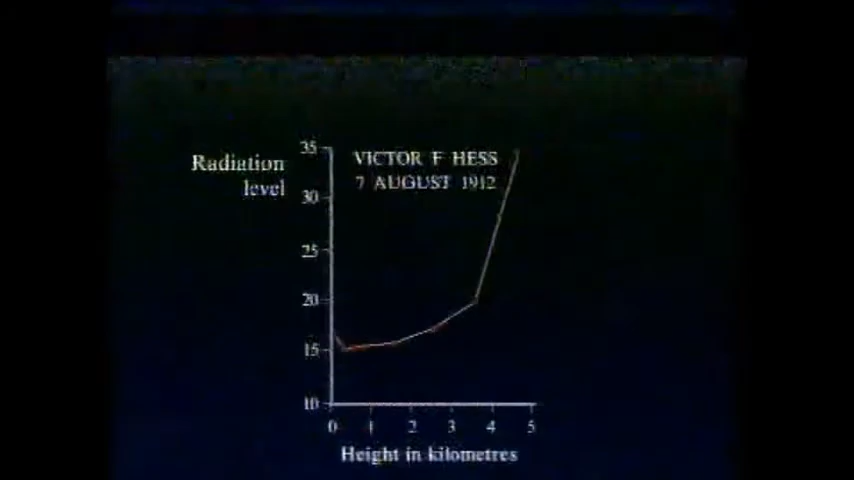 Radiation
level
VICTOR F HESS
7 AUGUST 1912
35
30
25
20
15
10
0 1 2 3 4 5
Height in kilometres